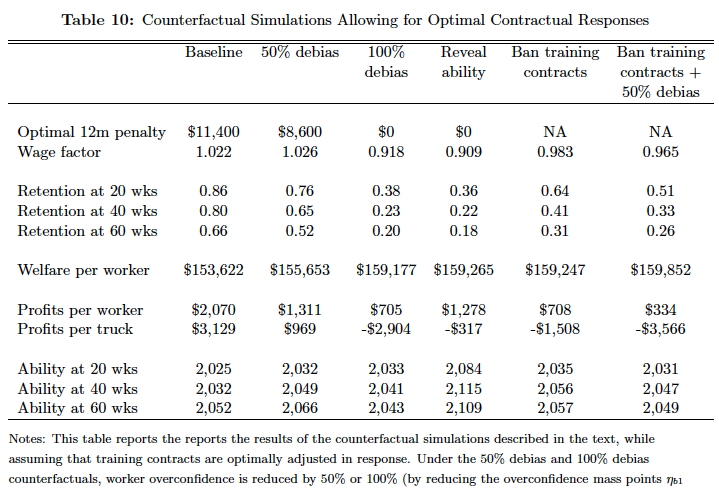 Table 10: Counterfactual Simulations Allowing for Optimal Contractual Responses
Baseline 50% debias 100% debias Reveal ability Ban training contracts Ban training contracts + 50% debias
Optimal 12m penalty $11,400 $8,600 $0 $0 NA NA
Wage factor 1.022 1.026 0.918 0.909 0.983 0.965
Retention at 20 wks 0.86 0.76 0.38 0.36 0.64 0.51
Retention at 40 wks 0.80 0.65 0.23 0.22 0.41 0.33
Retention at 60 wks 0.66 0.52 0.20 0.18 0.31 0.26
Welfare per worker $153,622 $155,653 $159,177 $159,265 $159,247 $159,852
Profits per worker $2,070 $1,311 $705 $1,278 $708 $334
Profits per truck $3,129 $969 -$2,904 -$317 -$1,508 -$3,566
Ability at 20 wks 2,025 2,032 2,033 2,084 2,035 2,031
Ability at 40 wks 2,032 2,049 2,041 2,115 2,056 2,047
Ability at 60 wks 2,052 2,066 2,043 2,109 2,057 2,049
Notes: This table reports the reports the results of the counterfactual simulations described in the text, while
assuming that training contracts are optimally adjusted in response. Under the 50% debias and 100% debias
counterfactuals, worker overconfidence is reduced by 50% or 100% (by reducing the overconfidence mass points ηb1